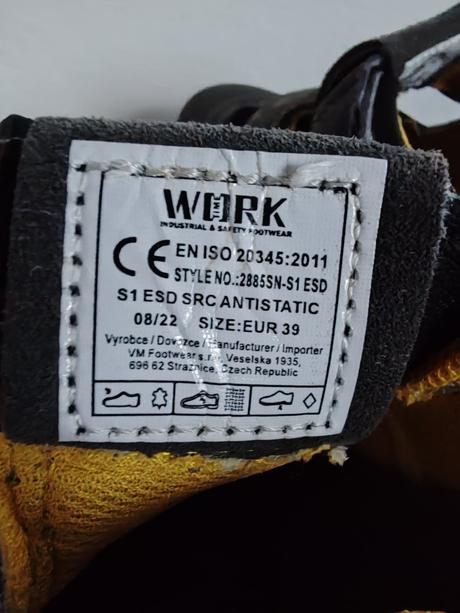 WORK
TIME
INDUSTRIAL & SAFETY FOOTWEAR
CE EN ISO 20345:2011
STYLE NO.:2885SN-S1 ESD
S1 ESD SRC ANTISTATIC
08/22 SIZE:EUR 39
Vyrobce / Dovozce / Manufacturer / Importer
VM Footwear s.r.o, Veselska 1935,
696 62 Straznice, Czech Republic